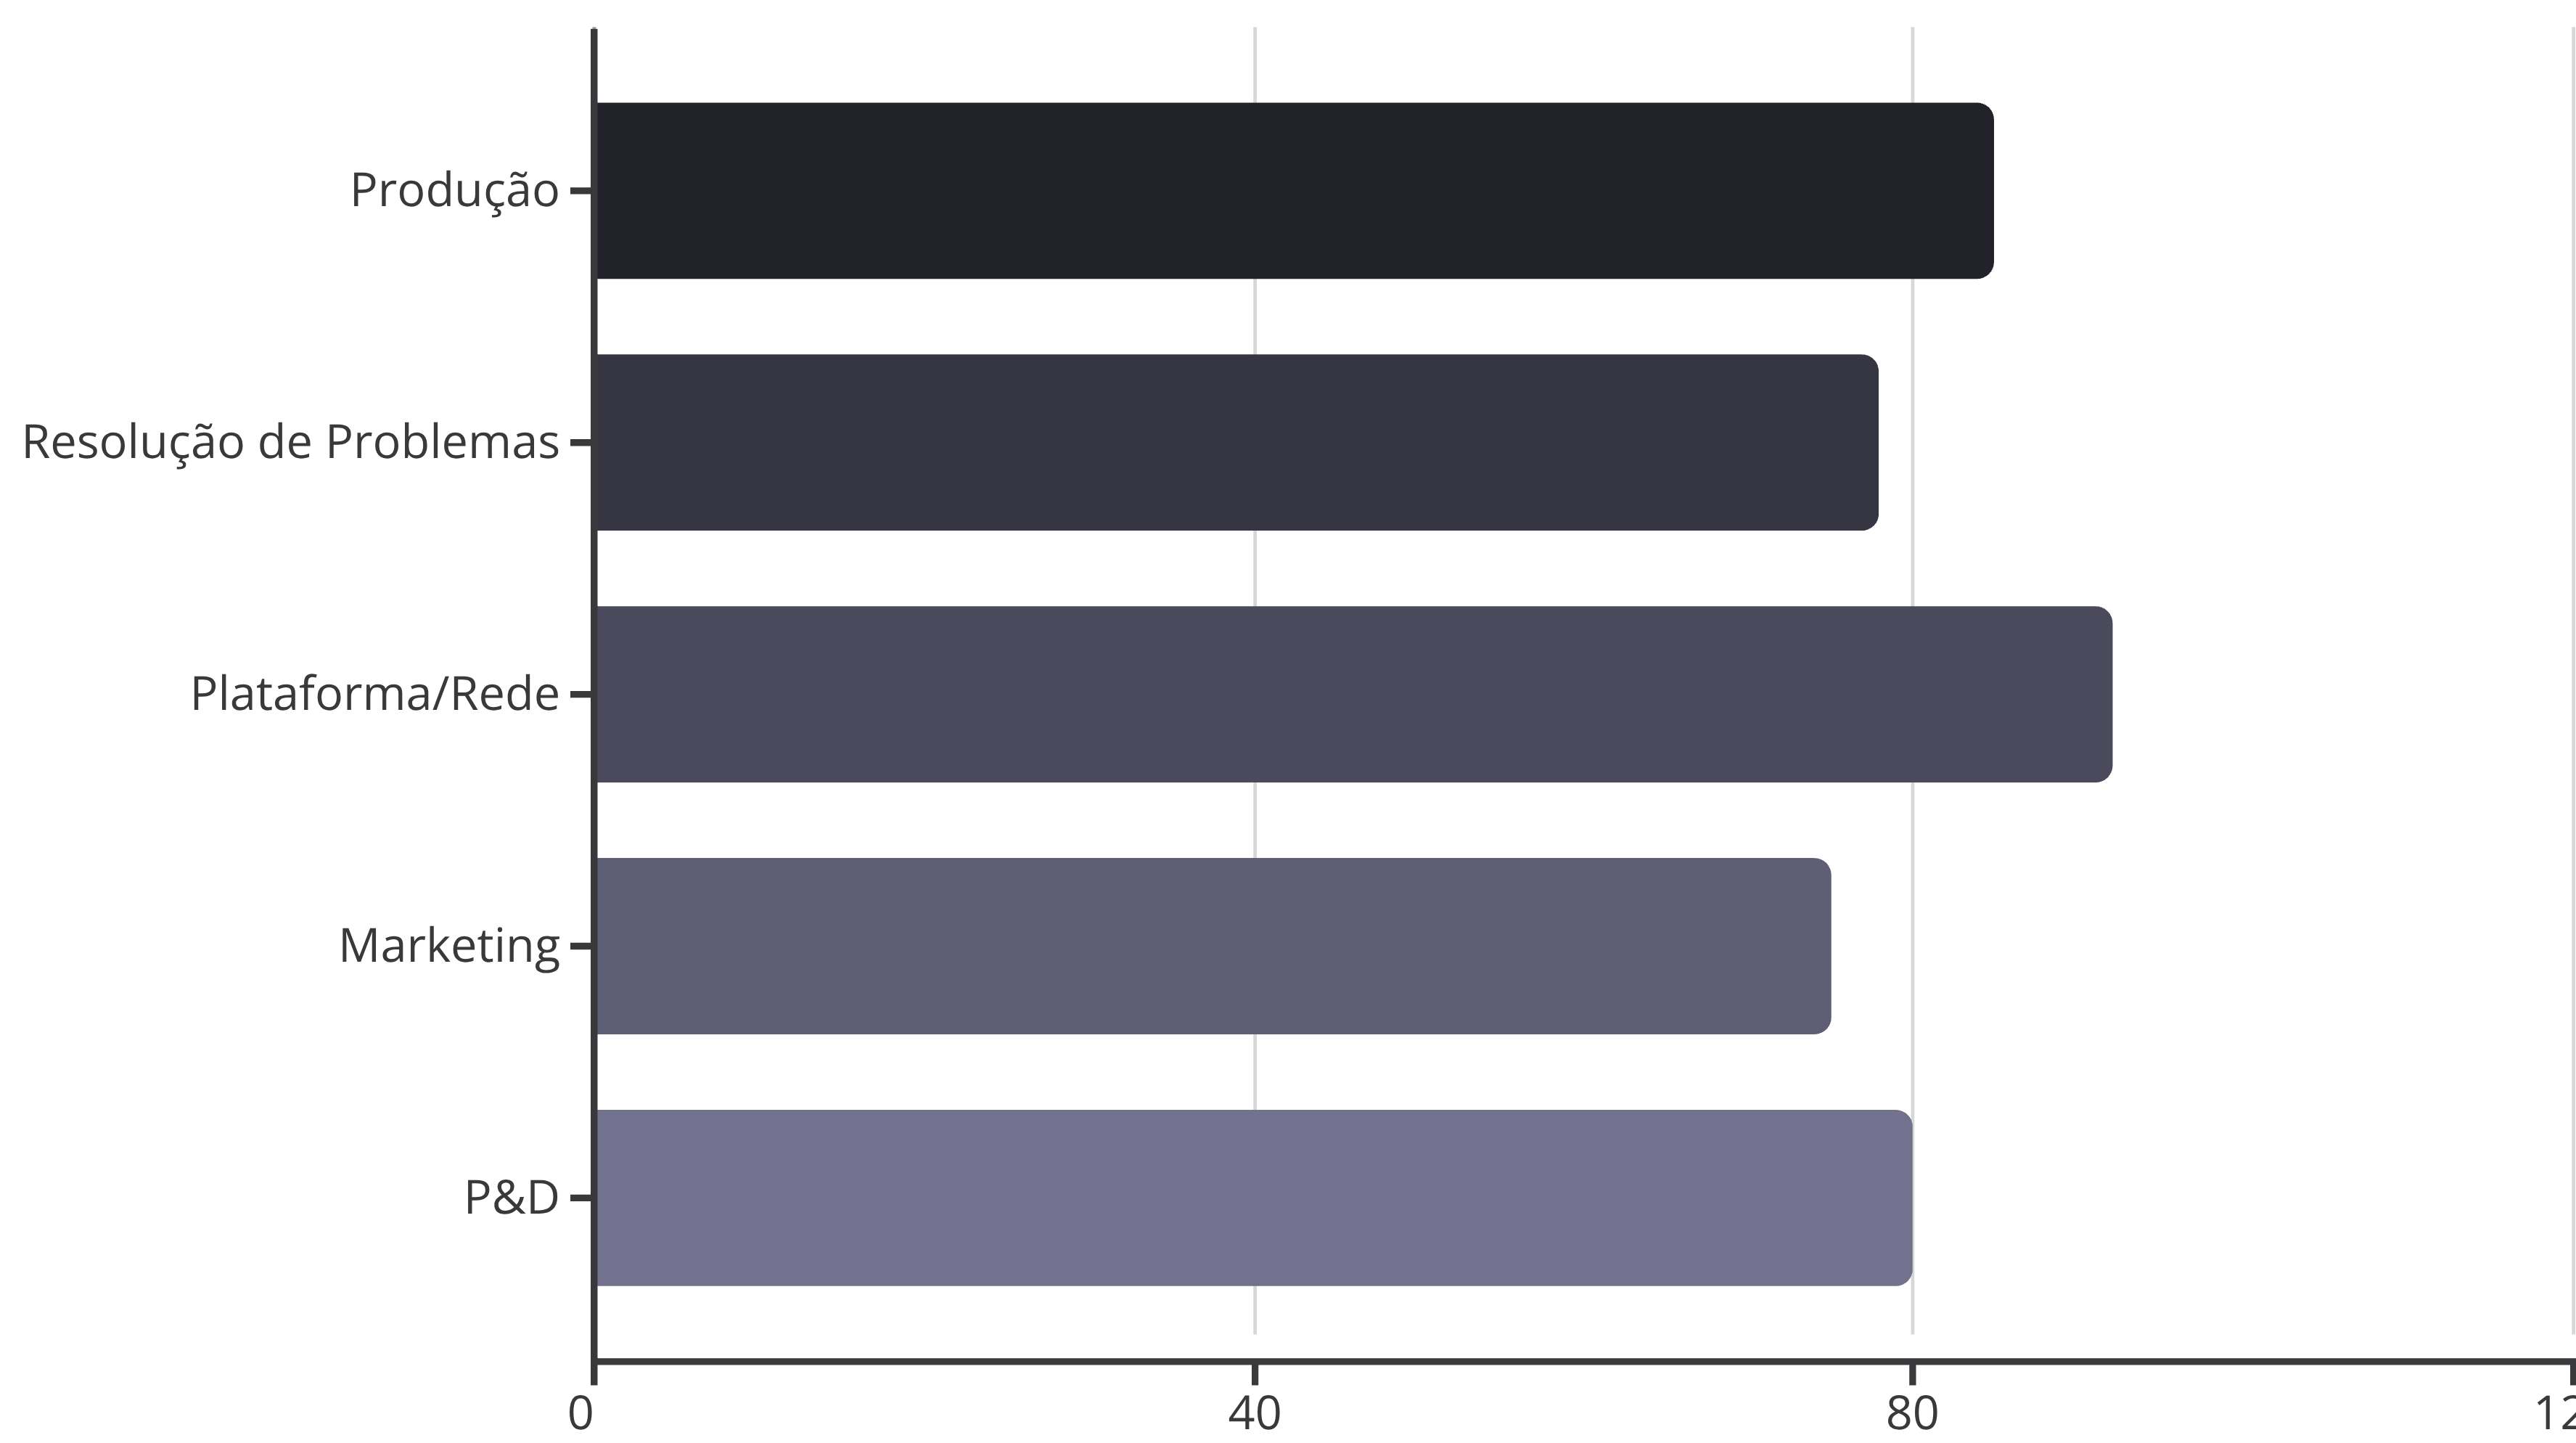 Produção
Resolução de Problemas
Plataforma/Rede
Marketing
P&D
0 40 80